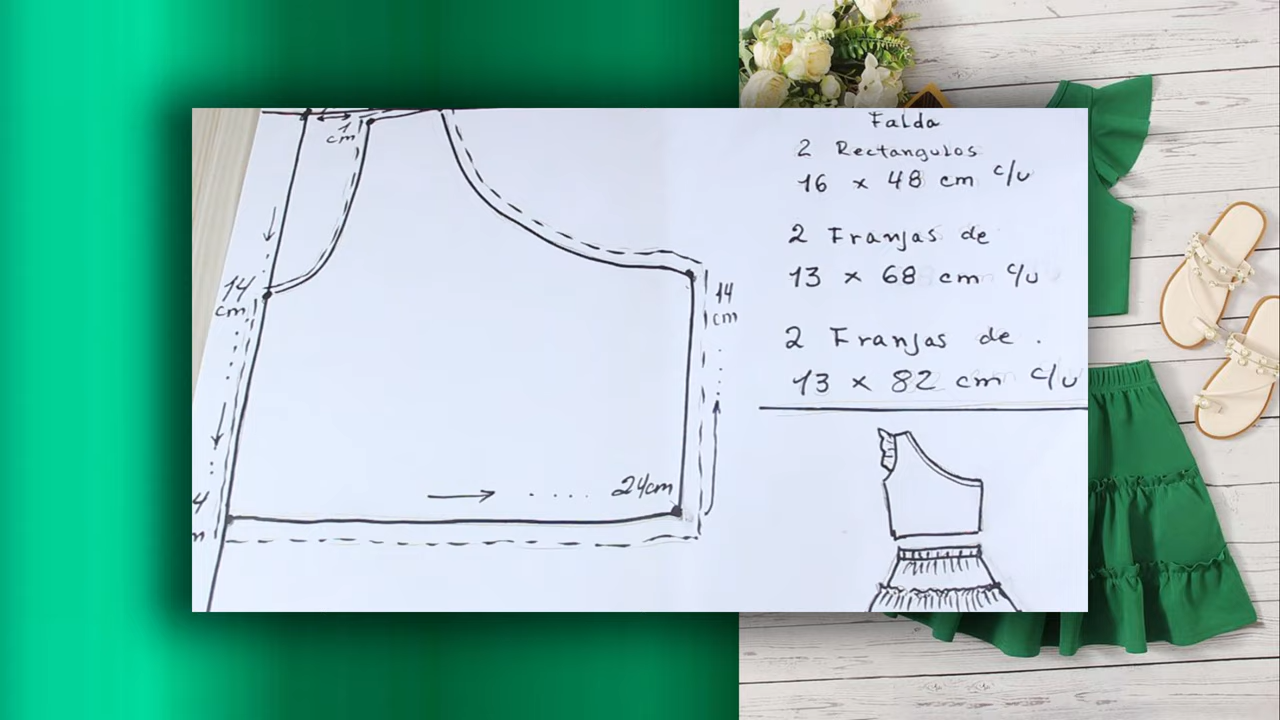 1
cm
14
cm
14
cm
24cm
4
Falda
2 Rectangulos
16 x 48 cm c/u
2 Franjas de
13 x 68 cm c/u
2 Franjas de .
13 x 82 cm c/u